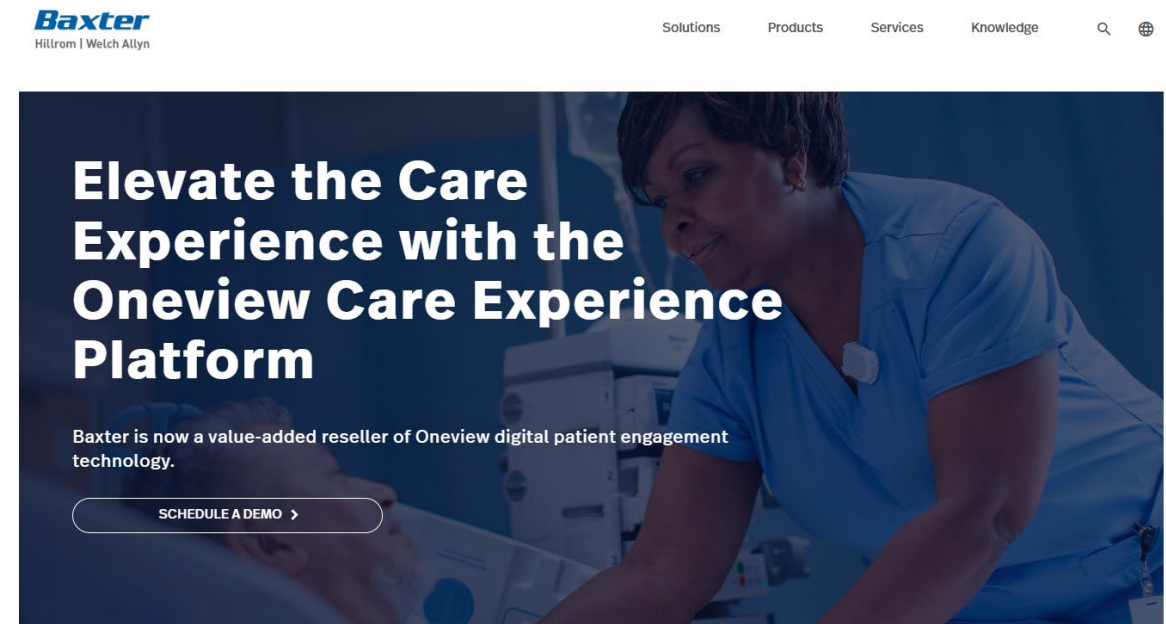 Baxter
Hillrom | Welch Allyn
Solutions
Products
Services
Knowledge
Elevate the Care
Experience with the
Oneview Care Experience
Platform
Baxter is now a value-added reseller of Oneview digital patient engagement
technology.
SCHEDULE A DEMO